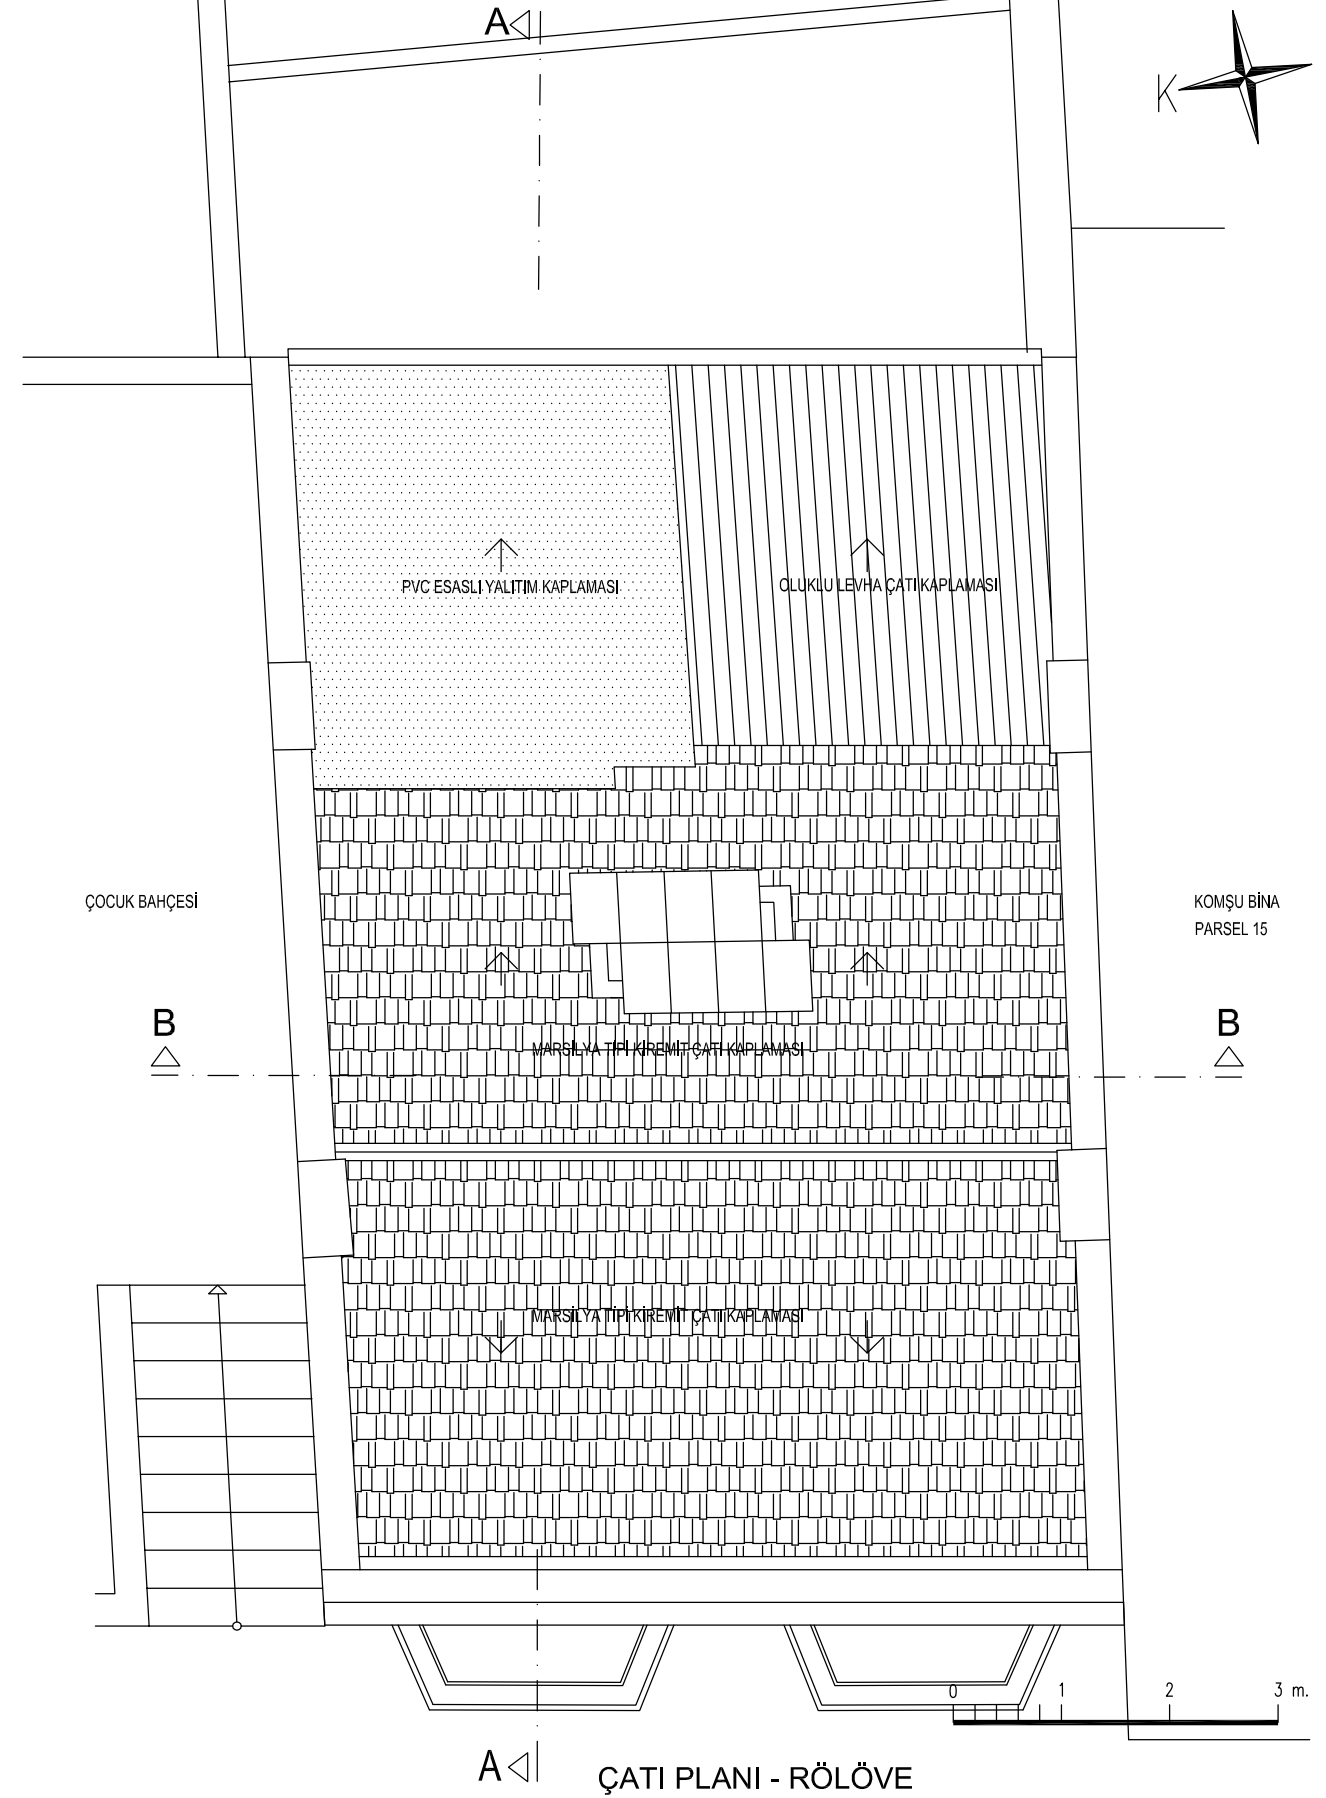 A
K
PVC ESASLI YALITIM KAPLAMASI
OLUKLU LEVHA ÇATI KAPLAMASI
ÇOCUK BAHÇESİ
KOMŞU BİNA
PARSEL 15
B
B
MARSİLYA TİPİ KİREMİT ÇATI KAPLAMASI
MARSİLYA TİPİ KİREMİT ÇATI KAPLAMASI
0 1 2 3 m.
A
ÇATI PLANI - RÖLÖVE